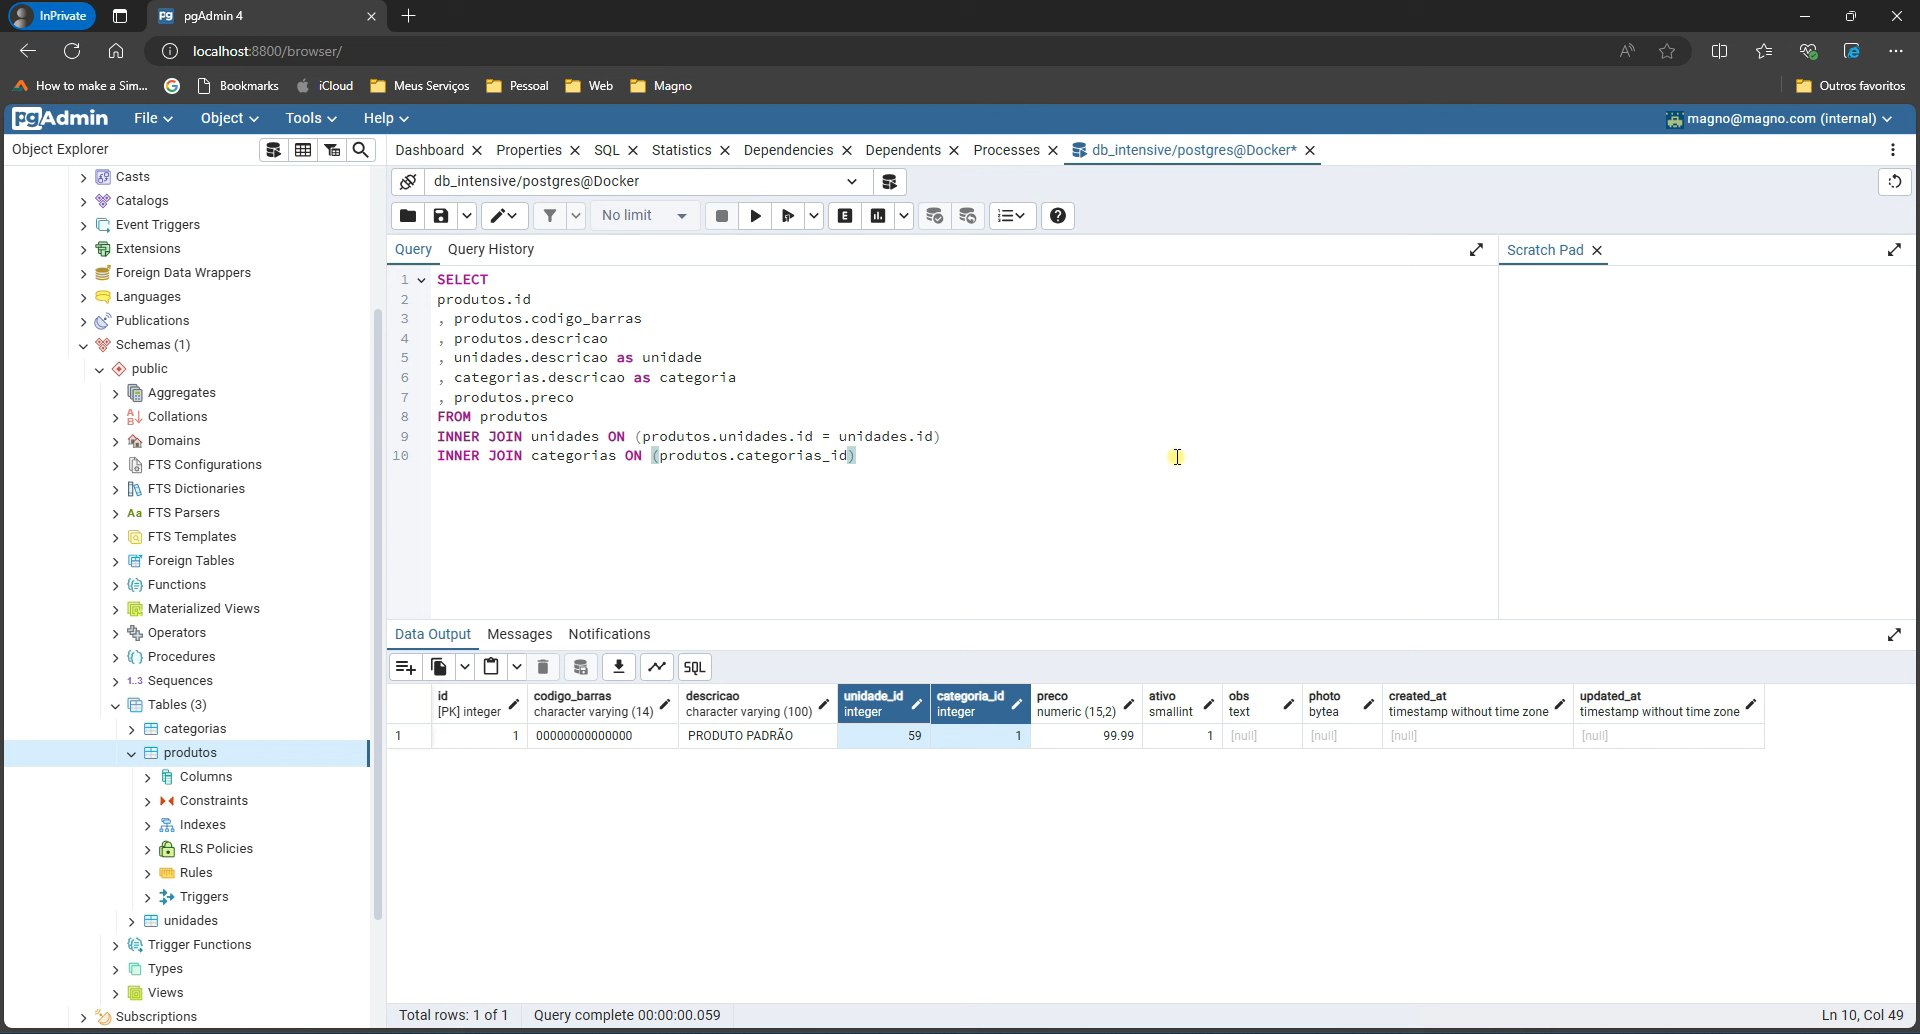 InPrivate
pgAdmin 4
localhost:8800/browser/
How to make a Sim...
Bookmarks
iCloud
Meus Serviços
Pessoal
Web
Magno
Outros favoritos
pgAdmin
File
Object
Tools
Help
magno@magno.com (internal)
Object Explorer
Dashboard
Properties
SQL
Statistics
Dependencies
Dependents
Processes
db_intensive/postgres@Docker*
Casts
Catalogs
Event Triggers
Extensions
Foreign Data Wrappers
Languages
Publications
Schemas (1)
public
Aggregates
Collations
Domains
FTS Configurations
FTS Dictionaries
Aa FTS Parsers
FTS Templates
Foreign Tables
Functions
Materialized Views
Operators
Procedures
1..3 Sequences
Tables (3)
categorias
produtos
Columns
Constraints
Indexes
RLS Policies
Rules
Triggers
unidades
Trigger Functions
Types
Views
Subscriptions
db_intensive/postgres@Docker
No limit
E
Query
Query History
Scratch Pad
1 SELECT
2 produtos.id
3 , produtos.codigo_barras
4 , produtos.descricao
5 , unidades.descricao as unidade
6 , categorias.descricao as categoria
7 , produtos.preco
8 FROM produtos
9 INNER JOIN unidades ON (produtos.unidades.id = unidades.id)
10 INNER JOIN categorias ON (produtos.categorias_id)
Data Output
Messages
Notifications
SQL
id
[PK] integer
codigo_barras
character varying (14)
descricao
character varying (100)
unidade_id
integer
categoria_id
integer
preco
numeric (15,2)
ativo
smallint
obs
text
photo
bytea
created_at
timestamp without time zone
updated_at
timestamp without time zone
1 1 00000000000000 PRODUTO PADRÃO 59 1 99.99 1 [null] [null] [null] [null]
Total rows: 1 of 1
Query complete 00:00:00.059
Ln 10, Col 49